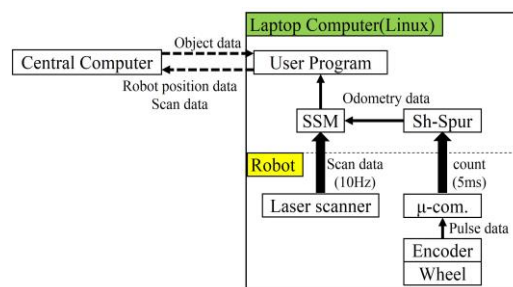 Laptop Computer(Linux)
Object data
Central Computer
User Program
Robot position data
Scan data
Odometry data
SSM
Sh-Spur
Robot
Scan data
(10Hz)
count
(5ms)
Laser scanner
μ-com.
Pulse data
Encoder
Wheel